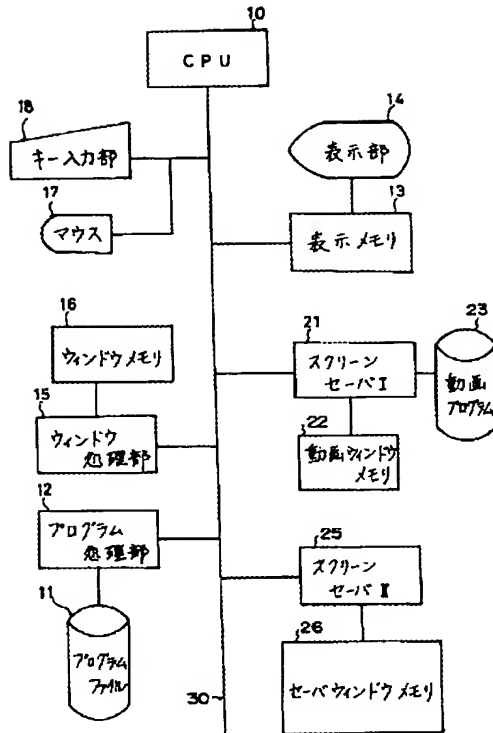 10
CPU
18
キー入力部
17
マウス
14
表示部
13
表示メモリ
16
ウィンドウメモリ
15
ウィンドウ
処理部
21
スクリーン
セーバI
23
動画
プログラム
22
動画ウィンドウ
メモリ
12
プログラム
処理部
11
プログラム
ファイル
25
スクリーン
セーバII
26
セーバウィンドウメモリ
30